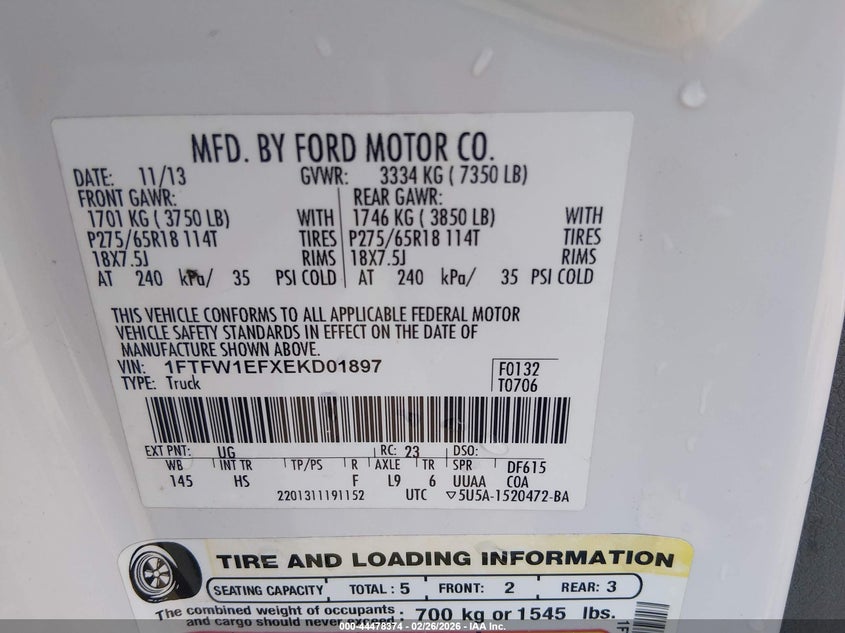 MFD. BY FORD MOTOR CO.
DATE: 11/13 GVWR: 3334 KG ( 7350 LB)
FRONT GAWR: REAR GAWR:
1701 KG ( 3750 LB) WITH 1746 KG ( 3850 LB) WITH
P275/65R18 114T TIRES P275/65R18 114T TIRES
18X7.5J RIMS 18X7.5J RIMS
AT 240 kPa/ 35 PSI COLD AT 240 kPa/ 35 PSI COLD
THIS VEHICLE CONFORMS TO ALL APPLICABLE FEDERAL MOTOR
VEHICLE SAFETY STANDARDS IN EFFECT ON THE DATE OF
MANUFACTURE SHOWN ABOVE.
VIN: 1FTFW1EFXEKD01897 F0132
TYPE: Truck T0706
EXT PNT: UG RC: 23 DSO:
WB INT TR TP/PS R AXLE TR SPR DF615
145 HS F L9 6 UUAA COA
2201311191152 UTC ▽5U5A-1520472-BA
TIRE AND LOADING INFORMATION
SEATING CAPACITY TOTAL : 5 FRONT: 2 REAR: 3
The combined weight of occupants and cargo should never exceed : 700 kg or 1545 lbs.
1F
000-44478374 - 02/26/2026 - IAA Inc.